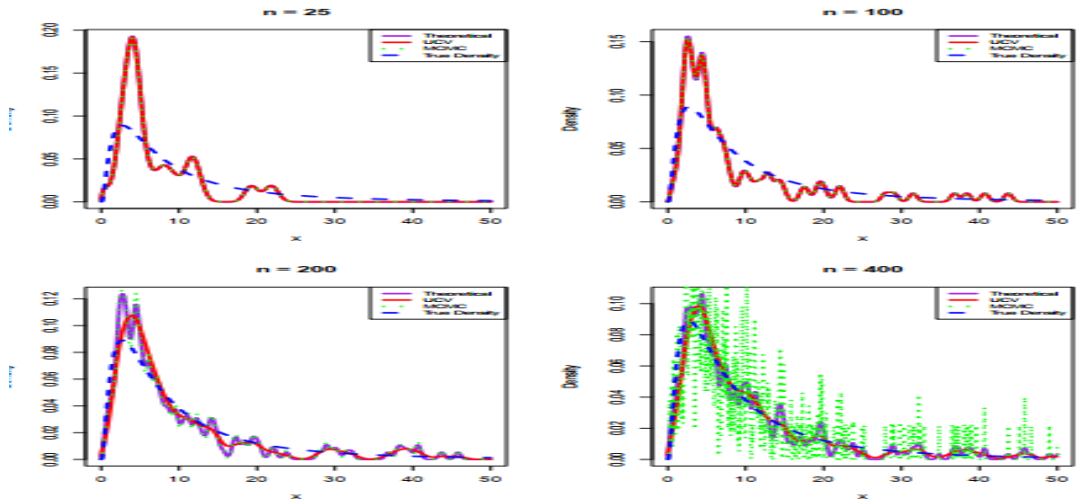 n = 25
Theoretical
UCV
MCMC
True Density
0.00 0.05 0.10 0.15 0.20
0 10 20 30 40 50
x
n = 100
Theoretical
UCV
MCMC
True Density
Density
0.00 0.05 0.10 0.15
0 10 20 30 40 50
x
n = 200
Theoretical
UCV
MCMC
True Density
0.00 0.02 0.04 0.06 0.08 0.10 0.12
0 10 20 30 40 50
x
n = 400
Theoretical
UCV
MCMC
True Density
Density
0.00 0.02 0.04 0.06 0.08 0.10
0 10 20 30 40 50
x